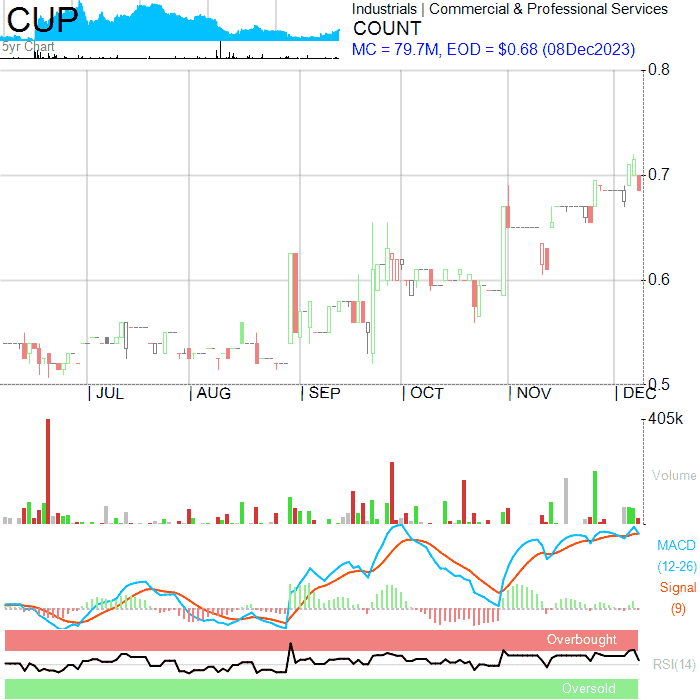 CUP
5yr Chart
Industrials | Commercial & Professional Services
COUNT
MC = 79.7M, EOD = $0.68 (08Dec2023)
0.8
0.7
0.6
0.5
JUL AUG SEP OCT NOV DEC
405k
Volume
MACD
(12-26)
Signal
(9)
Overbought
RSI(14)
Oversold